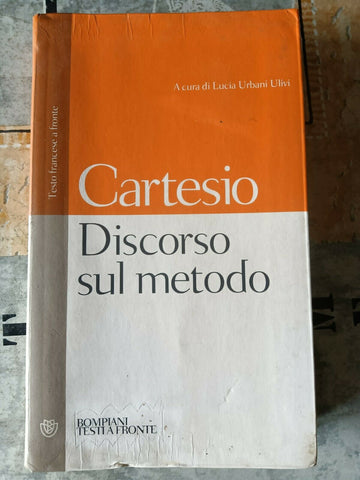 A cura di Lucia Urbani Ulivi
Testo francese a fronte
Cartesio
Discorso
sul metodo
BOMPIANI
TESTI A FRONTE